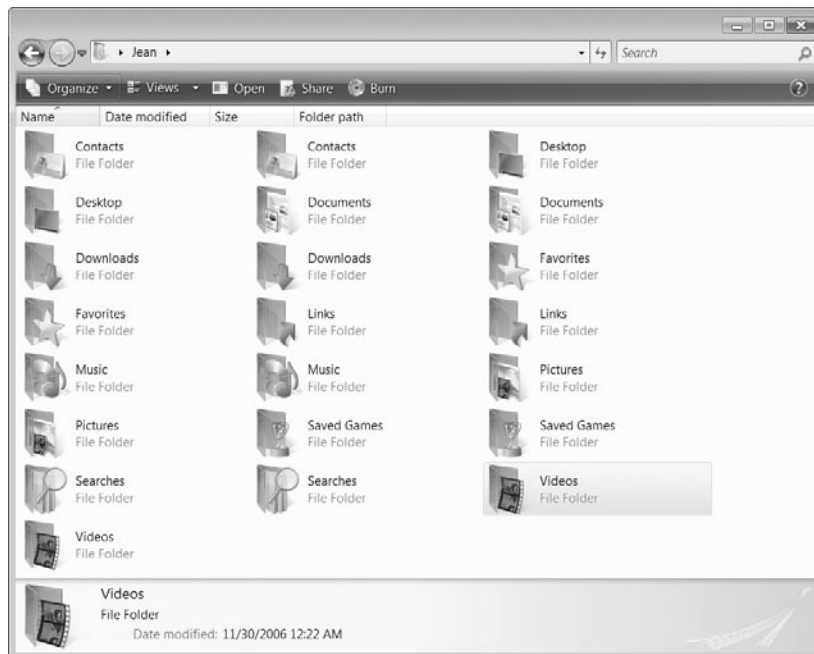 Jean
Search
Organize Views Open Share Burn
?
Name Date modified Size Folder path
Contacts Contacts Desktop
File Folder File Folder File Folder
Desktop Documents Documents
File Folder File Folder File Folder
Downloads Downloads Favorites
File Folder File Folder File Folder
Favorites Links Links
File Folder File Folder File Folder
Music Music Pictures
File Folder File Folder File Folder
Pictures Saved Games Saved Games
File Folder File Folder File Folder
Searches Searches Videos
File Folder File Folder File Folder
Videos
File Folder
Videos
File Folder
Date modified: 11/30/2006 12:22 AM